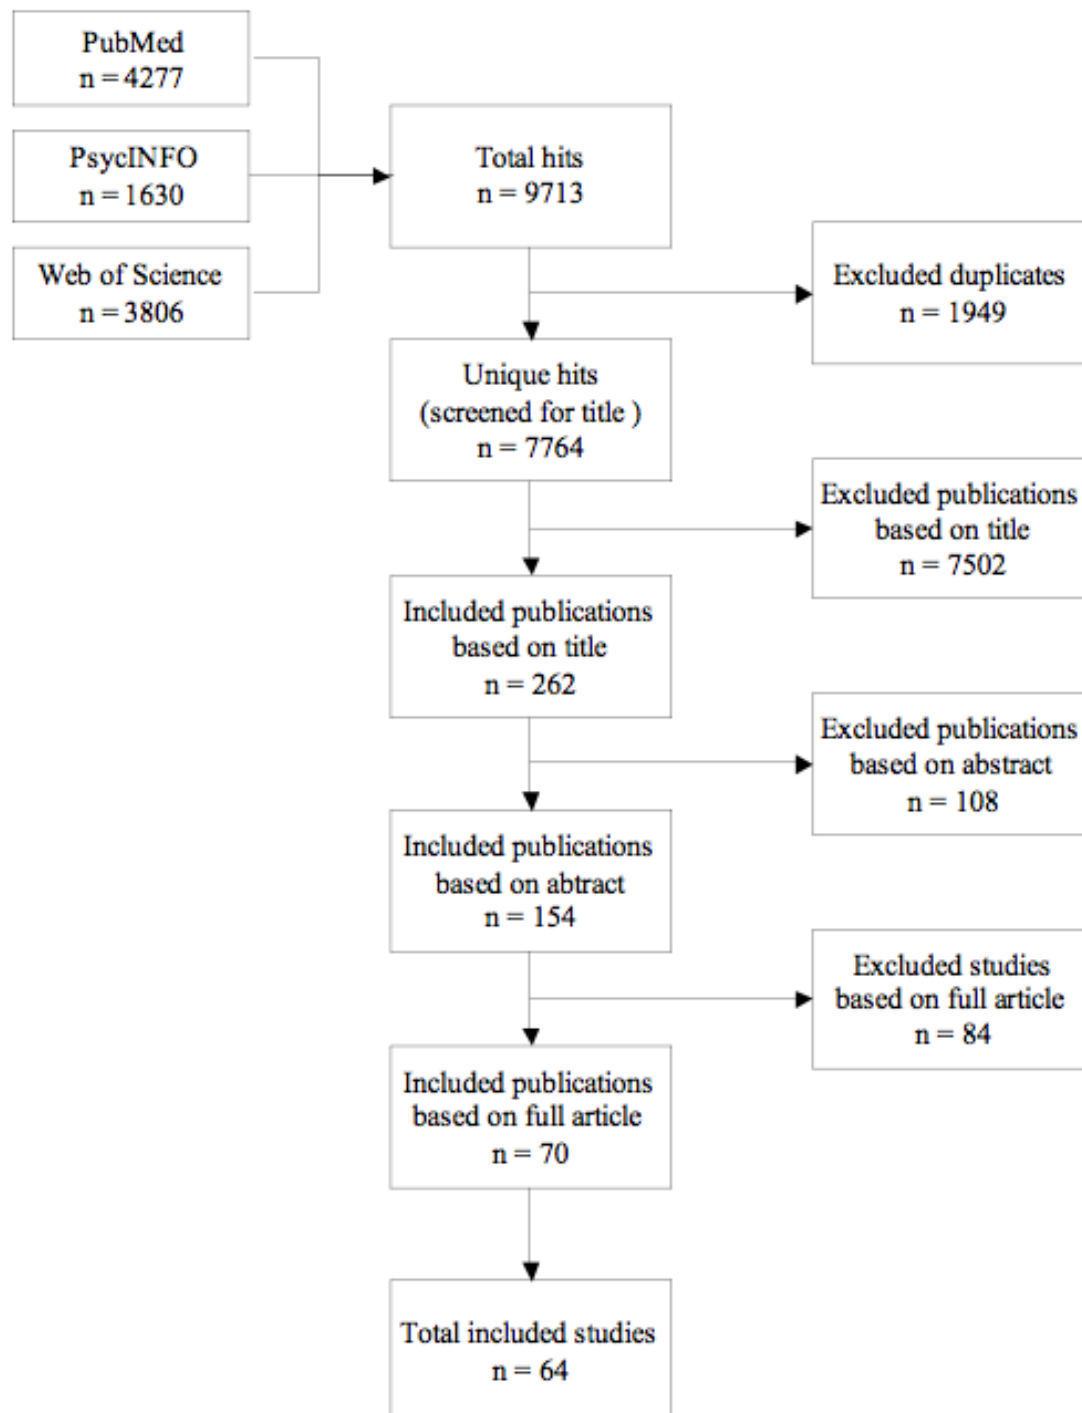 PubMed
n = 4277
PsycINFO
n = 1630
Web of Science
n = 3806
Total hits
n = 9713
Excluded duplicates
n = 1949
Unique hits
(screened for title )
n = 7764
Excluded publications
based on title
n = 7502
Included publications
based on title
n = 262
Excluded publications
based on abstract
n = 108
Included publications
based on abtract
n = 154
Excluded studies
based on full article
n = 84
Included publications
based on full article
n = 70
Total included studies
n = 64